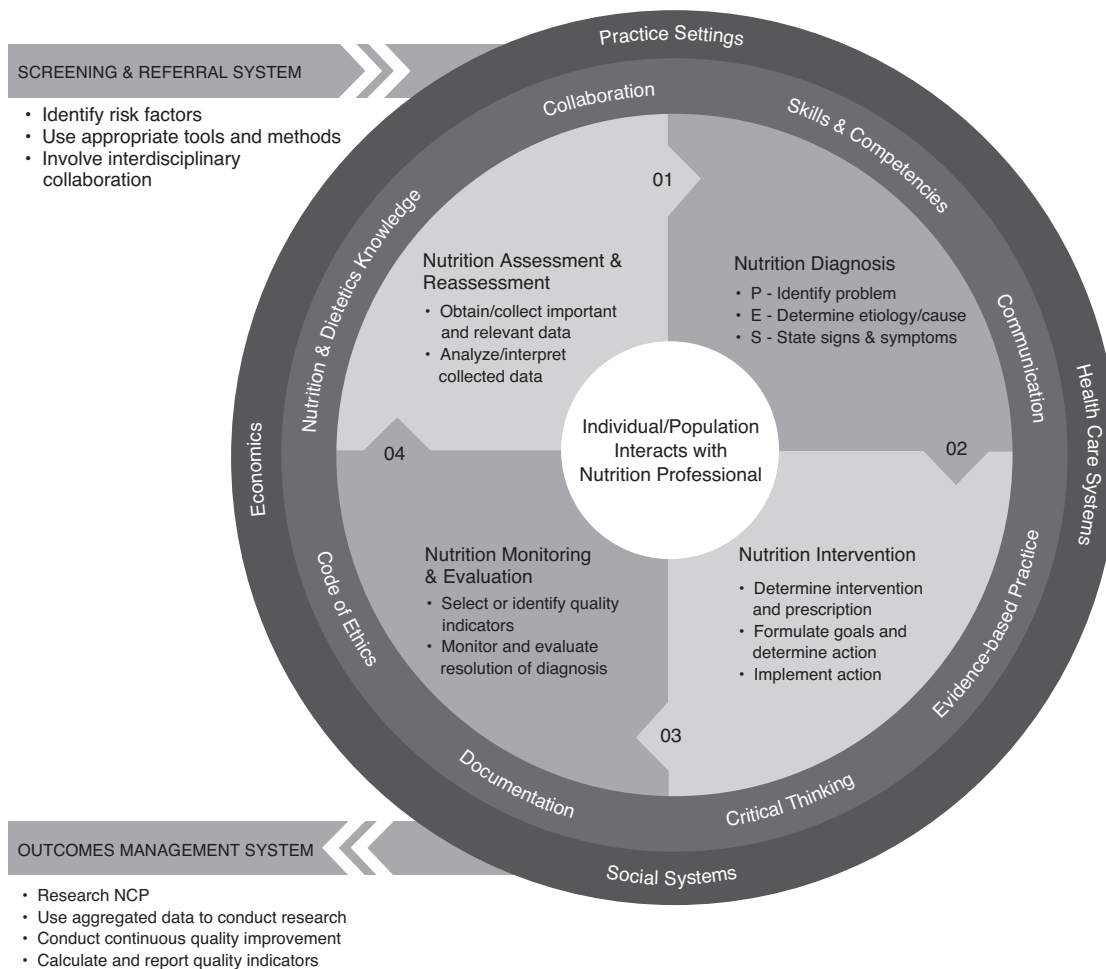 SCREENING & REFERRAL SYSTEM
• Identify risk factors
• Use appropriate tools and methods
• Involve interdisciplinary
collaboration
Practice Settings
Health Care Systems
Social Systems
Economics
Collaboration
Skills & Competencies
Communication
Evidence-based Practice
Critical Thinking
Documentation
Code of Ethics
Nutrition & Dietetics Knowledge
01
Nutrition Assessment &
Reassessment
• Obtain/collect important
and relevant data
• Analyze/interpret
collected data
Nutrition Diagnosis
• P - Identify problem
• E - Determine etiology/cause
• S - State signs & symptoms
Individual/Population
Interacts with
Nutrition Professional
02
04
Nutrition Monitoring
& Evaluation
• Select or identify quality
indicators
• Monitor and evaluate
resolution of diagnosis
Nutrition Intervention
• Determine intervention
and prescription
• Formulate goals and
determine action
• Implement action
03
OUTCOMES MANAGEMENT SYSTEM
• Research NCP
• Use aggregated data to conduct research
• Conduct continuous quality improvement
• Calculate and report quality indicators